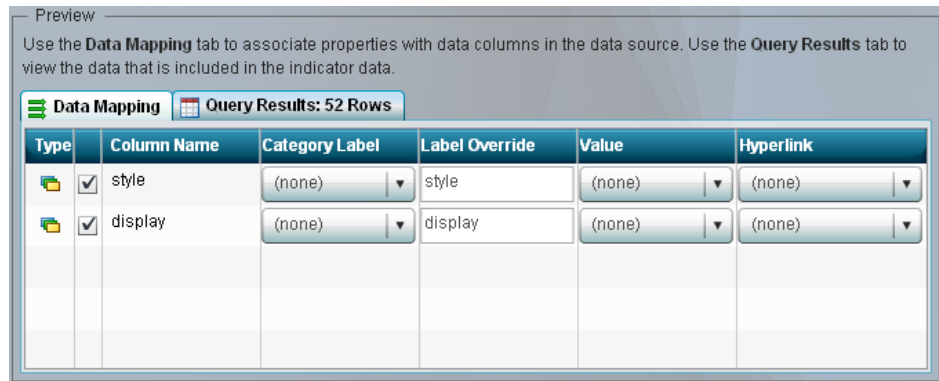 Preview
Use the Data Mapping tab to associate properties with data columns in the data source. Use the Query Results tab to
view the data that is included in the indicator data.
Data Mapping Query Results: 52 Rows
Type Column Name Category Label Label Override Value Hyperlink
style (none) style (none) (none)
display (none) display (none) (none)